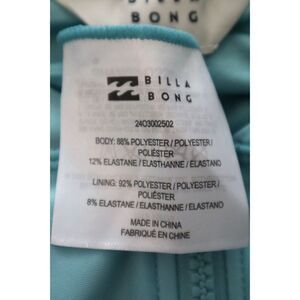 BILLA
BONG
BILLA
BONG
2403002502
BODY: 88% POLYESTER / POLYESTER /
POLIÉSTER
12% ELASTANE / ELASTHANNE / ELASTANO
LINING: 92% POLYESTER / POLYESTER /
POLIÉSTER
8% ELASTANE / ELASTHANNE / ELASTANO
MADE IN CHINA
FABRIQUÉ EN CHINE